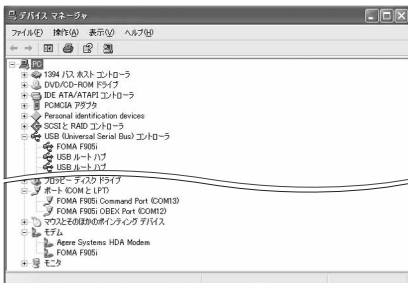 デバイス マネージャ
ファイル(F) 操作(A) 表示(V) ヘルプ(H)
PC
1394 バス ホスト コントローラ
DVD/CD-ROM ドライブ
IDE ATA/ATAPI コントローラ
PCMCIA アダプタ
Personal identification devices
SCSI と RAID コントローラ
USB (Universal Serial Bus) コントローラ
FOMA F905i
USB ルート ハブ
USB ルート ハブ
フロッピー ディスク ドライブ
ポート (COM と LPT)
FOMA F905i Command Port (COM13)
FOMA F905i OBEX Port (COM12)
マウスとそのほかのポインティング デバイス
モデム
Agere Systems HDA Modem
FOMA F905i
モニタ